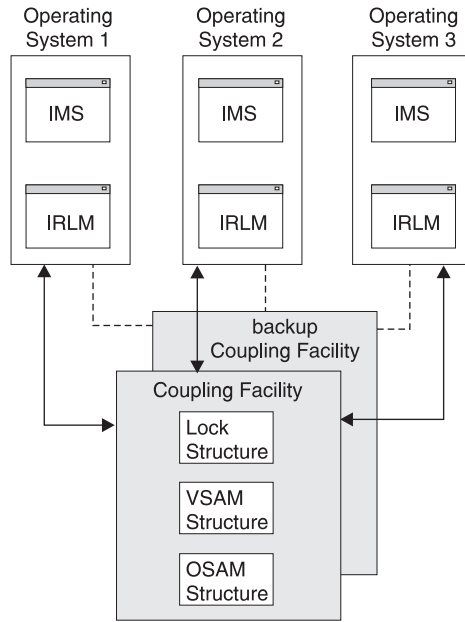 Operating
System 1
Operating
System 2
Operating
System 3
IMS
IMS
IMS
IRLM
IRLM
IRLM
backup
Coupling Facility
Coupling Facility
Lock
Structure
VSAM
Structure
OSAM
Structure